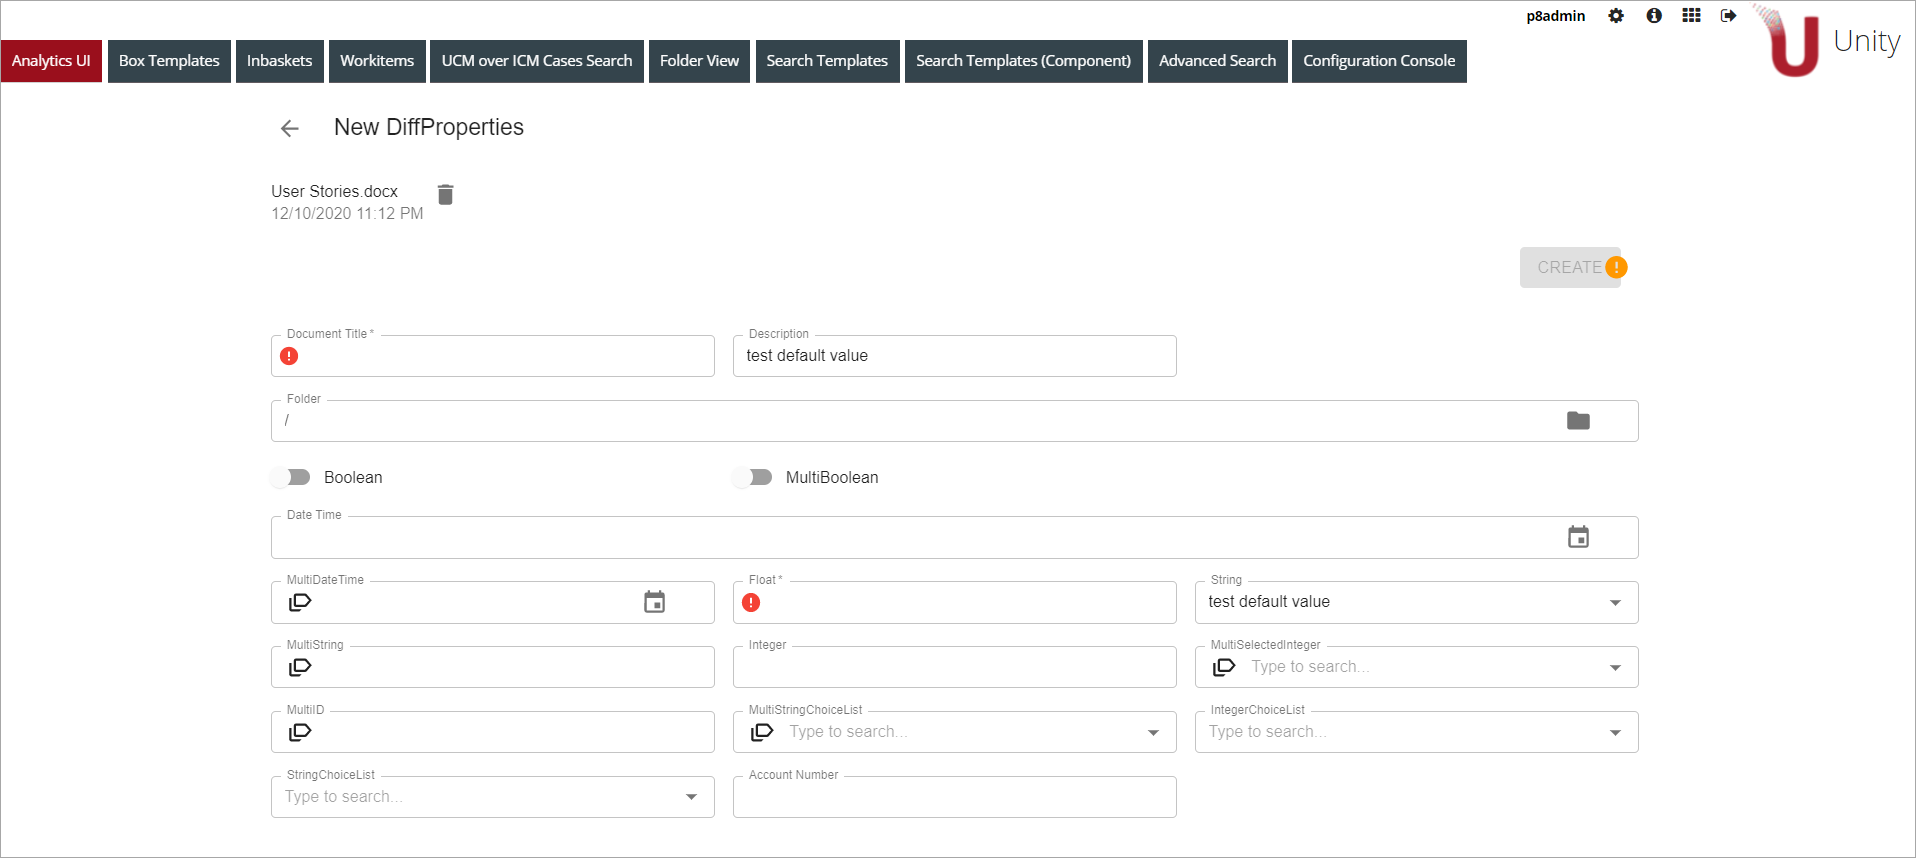 p8admin
Unity
Analytics UI Box Templates Inbaskets Workitems UCM over ICM Cases Search Folder View Search Templates Search Templates (Component) Advanced Search Configuration Console
New DiffProperties
User Stories.docx
12/10/2020 11:12 PM
CREATE
Document Title * Description
test default value
Folder
/
Boolean MultiBoolean
Date Time
MultiDateTime Float * String
test default value
MultiString Integer MultiSelectedInteger
Type to search...
MultiID MultiStringChoiceList IntegerChoiceList
Type to search... Type to search...
StringChoiceList Account Number
Type to search...